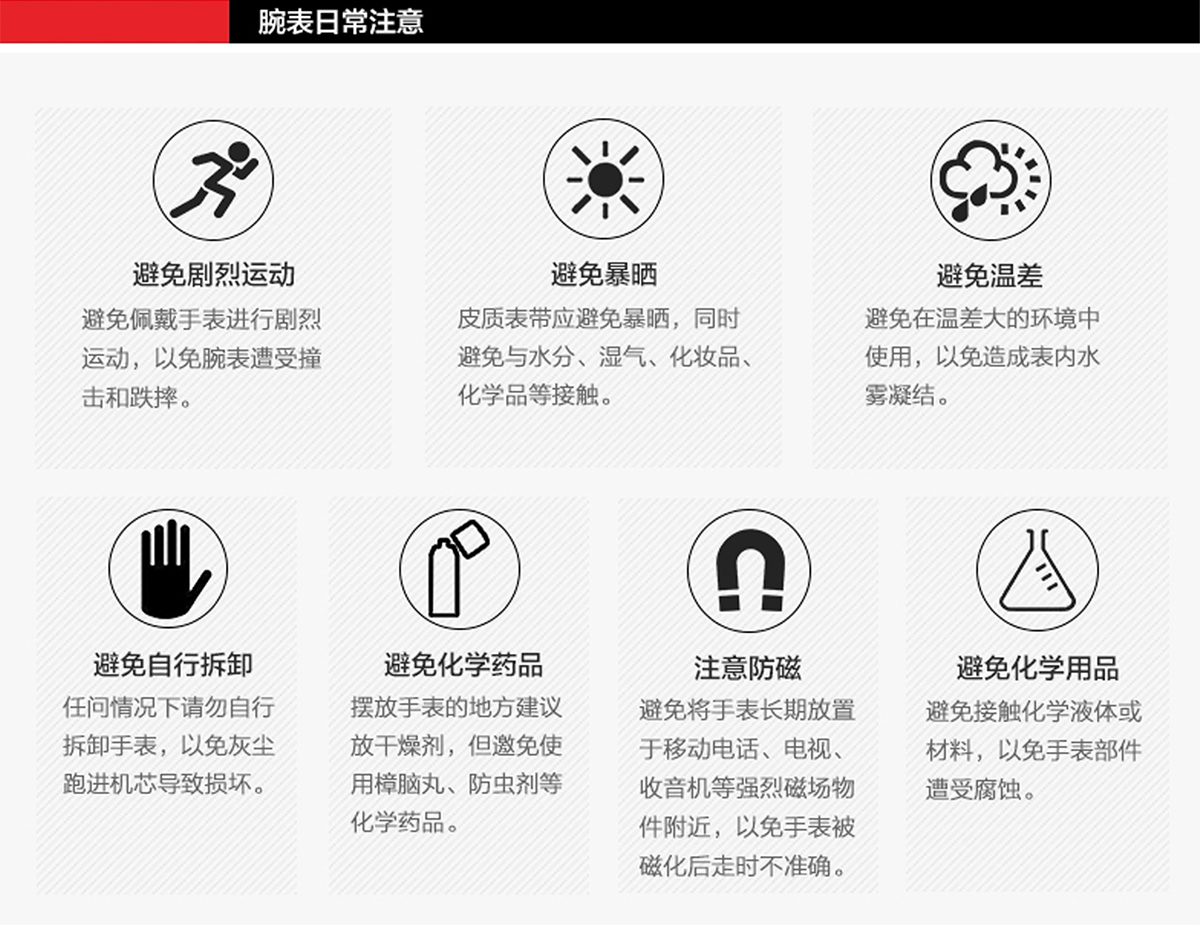 腕表日常注意
避免剧烈运动
避免佩戴手表进行剧烈
运动，以免腕表遭受撞
击和跌摔。
避免暴晒
皮质表带应避免暴晒，同时
避免与水分、湿气、化妆品、
化学品等接触。
避免温差
避免在温差大的环境中
使用，以免造成表内水
雾凝结。
避免自行拆卸
任问情况下请勿自行
拆卸手表，以免灰尘
跑进机芯导致损坏。
避免化学药品
摆放手表的地方建议
放干燥剂，但邀免使
用樟脑丸、防虫剂等
化学药品。
注意防磁
避免将手表长期放置
于移动电话、电视、
收音机等强烈磁场物
件附近，以免手表被
磁化后走时不准确。
避免化学用品
避免接触化学液体或
材料，以免手表部件
遭受腐蚀。